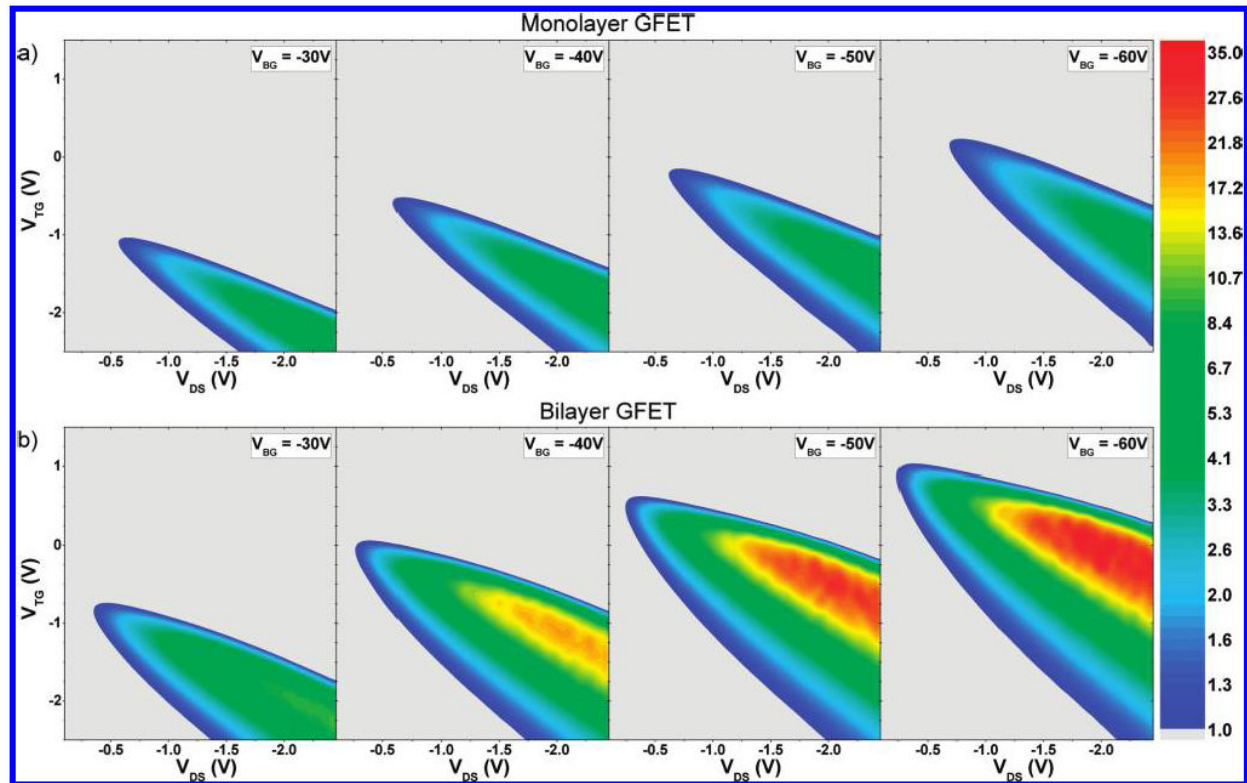 Monolayer GFET
a)
V_BG = -30V
V_BG = -40V
V_BG = -50V
V_BG = -60V
V_TG (V)
1
0
-1
-2
-0.5 -1.0 -1.5 -2.0
-0.5 -1.0 -1.5 -2.0
-0.5 -1.0 -1.5 -2.0
-0.5 -1.0 -1.5 -2.0
V_DS (V)
V_DS (V)
V_DS (V)
V_DS (V)
Bilayer GFET
b)
V_BG = -30V
V_BG = -40V
V_BG = -50V
V_BG = -60V
V_TG (V)
1
0
-1
-2
-0.5 -1.0 -1.5 -2.0
-0.5 -1.0 -1.5 -2.0
-0.5 -1.0 -1.5 -2.0
-0.5 -1.0 -1.5 -2.0
V_DS (V)
V_DS (V)
V_DS (V)
V_DS (V)
35.0
27.6
21.8
17.2
13.6
10.7
8.4
6.7
5.3
4.1
3.3
2.6
2.0
1.6
1.3
1.0